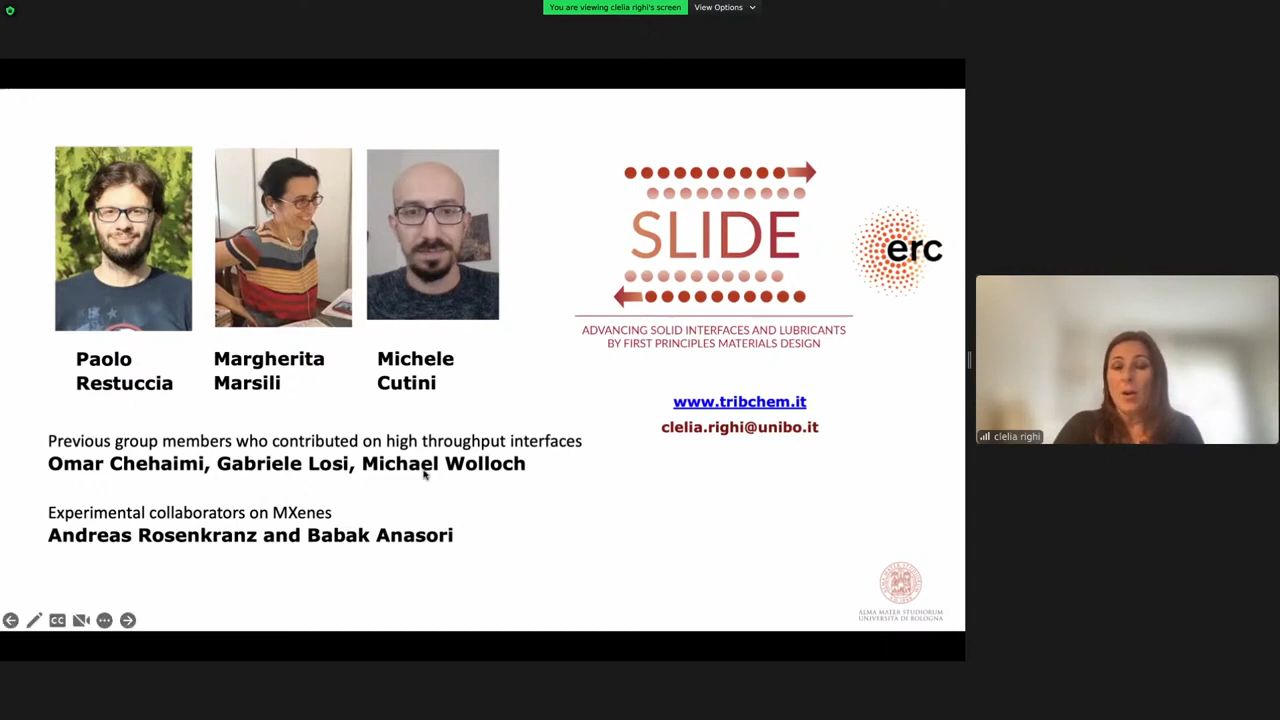 You are viewing clelia righi's screen
View Options
SLIDE
erc
ADVANCING SOLID INTERFACES AND LUBRICANTS
BY FIRST PRINCIPLES MATERIALS DESIGN
Paolo
Restuccia
Margherita
Marsili
Michele
Cutini
www.tribchem.it
clelia.righi@unibo.it
Previous group members who contributed on high throughput interfaces
Omar Chehaimi, Gabriele Losi, Michael Wolloch
Experimental collaborators on MXenes
Andreas Rosenkranz and Babak Anasori
clelia righi
ALMA MATER STUDIORUM
UNIVERSITÀ DI BOLOGNA
CC